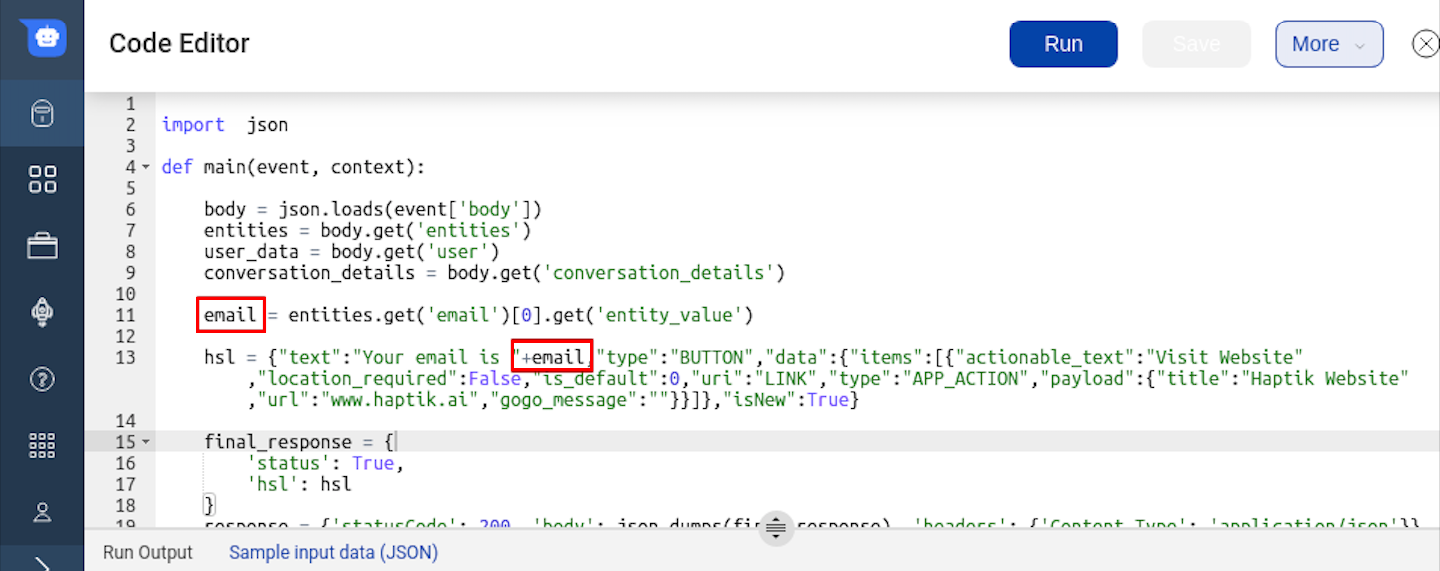 Code Editor
Run
Save
More
1
2 import  json
3
4 def main(event, context):
5
6     body = json.loads(event['body'])
7     entities = body.get('entities')
8     user_data = body.get('user')
9     conversation_details = body.get('conversation_details')
10
11     email = entities.get('email')[0].get('entity_value')
12
13     hsl = {"text":"Your email is "+email,"type":"BUTTON","data":{"items":[{"actionable_text":"Visit Website"
,"location_required":False,"is_default":0,"uri":"LINK","type":"APP_ACTION","payload":{"title":"Haptik Website"
,"url":"www.haptik.ai","gogo_message":""}}]},"isNew":True}
14
15     final_response = {
16         'status': True,
17         'hsl': hsl
18     }
19     response = {'statusCode': 200, 'body': json.dumps(fin response), 'headers': {'Content-Type': 'application/json'}}
Run Output
Sample input data (JSON)